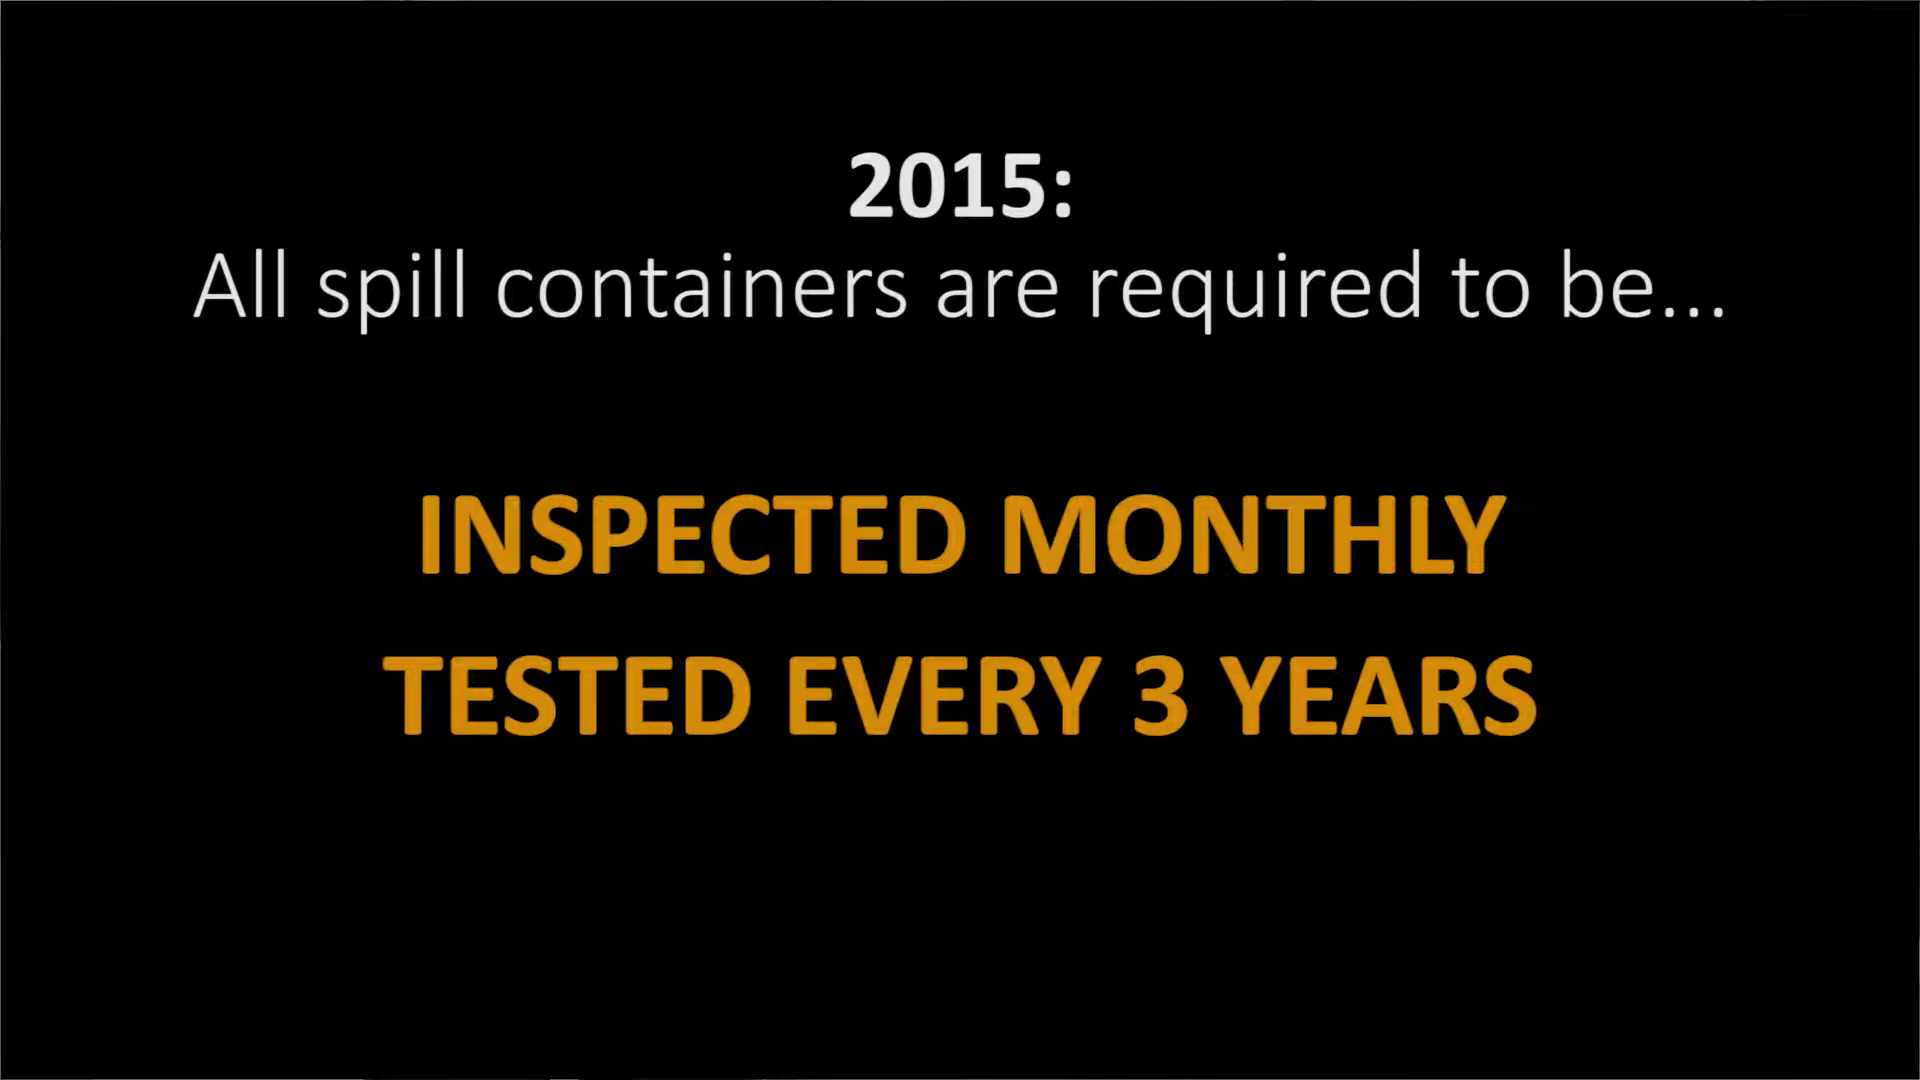 2015:
All spill containers are required to be...
INSPECTED MONTHLY
TESTED EVERY 3 YEARS